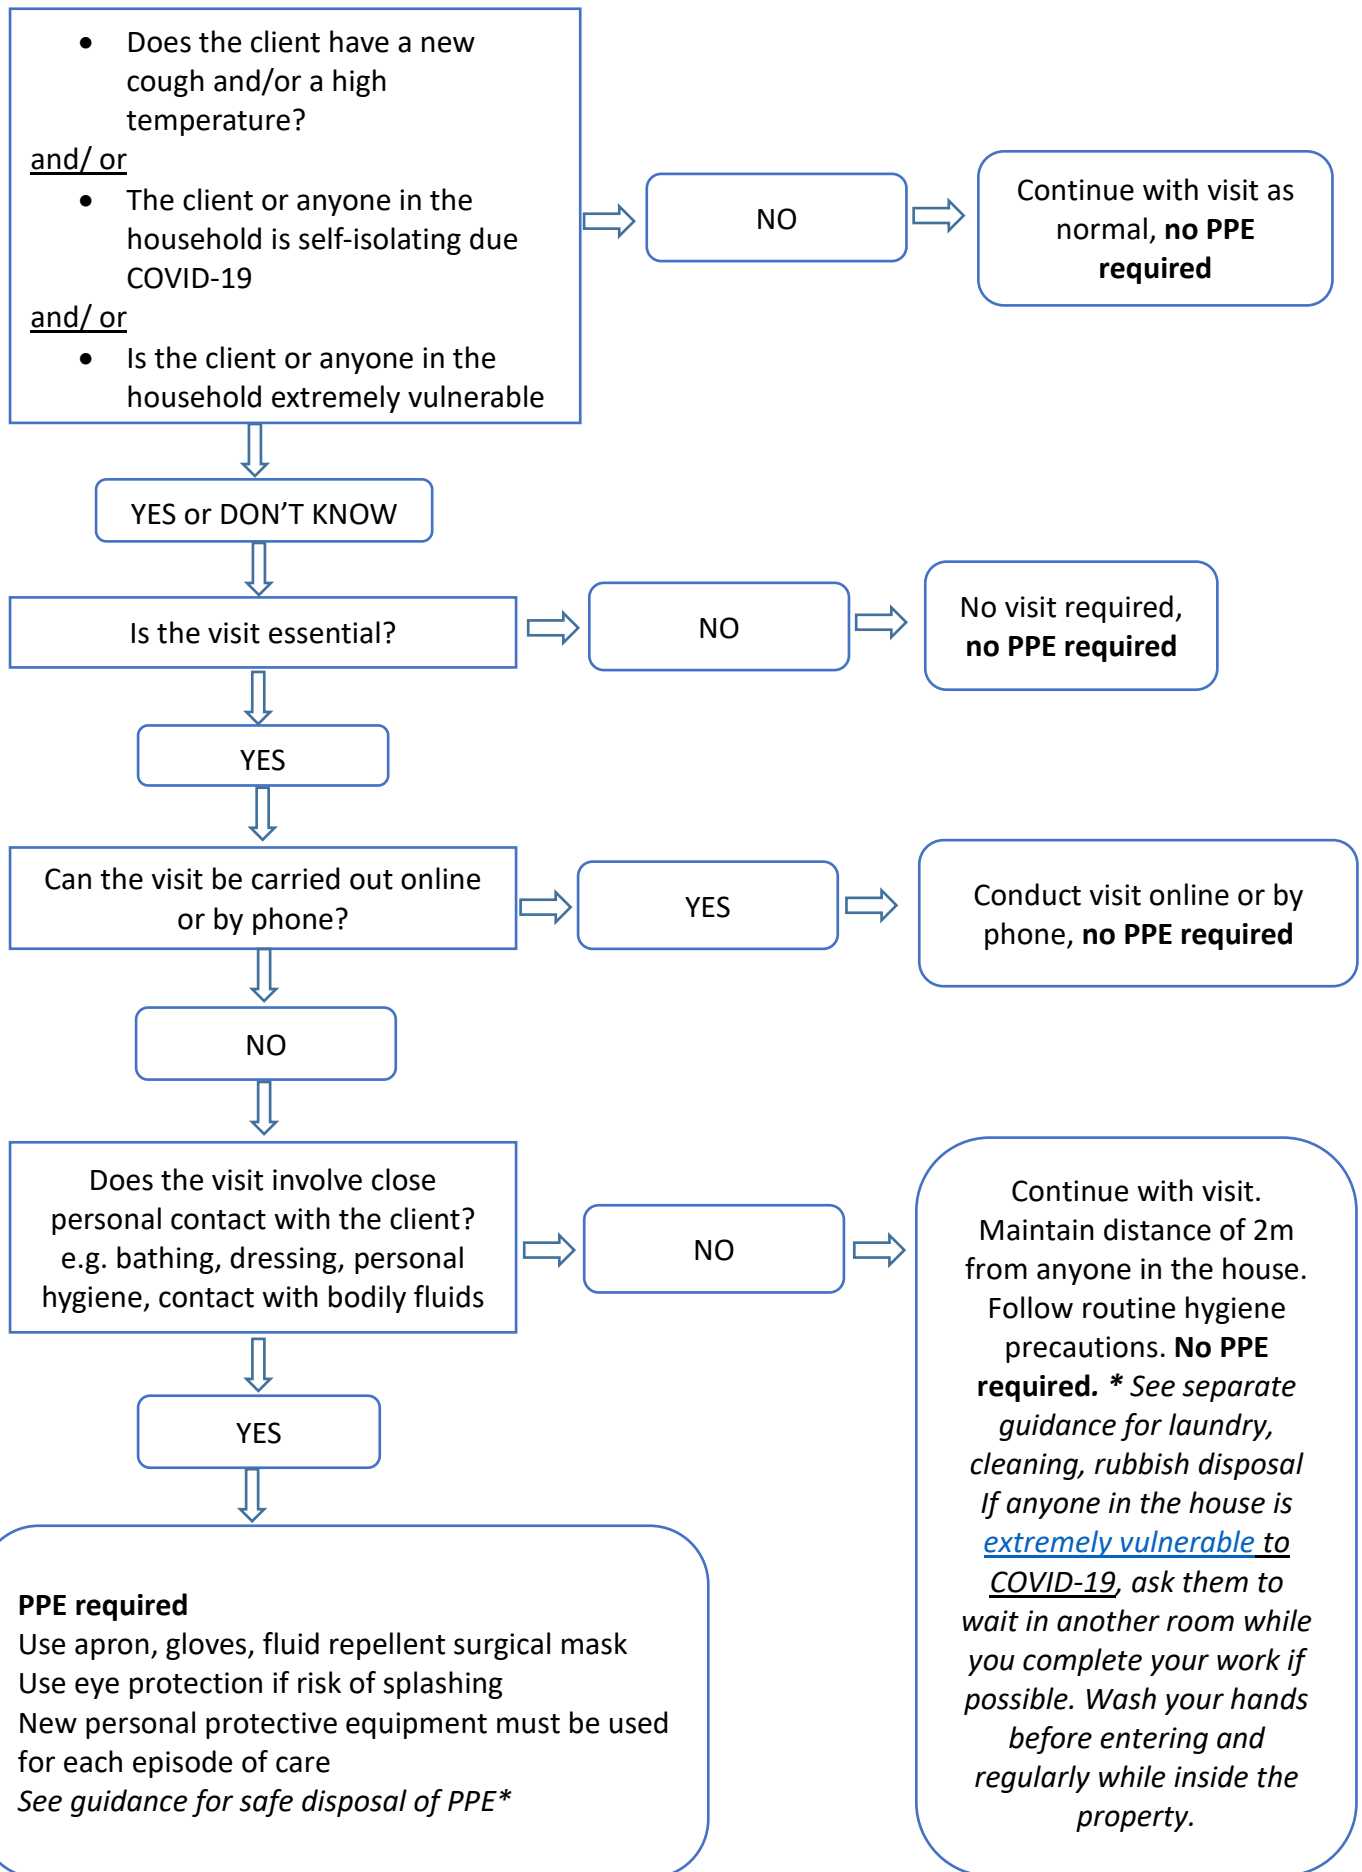 • Does the client have a new
cough and/or a high
temperature?
and/ or
• The client or anyone in the
household is self-isolating due
COVID-19
and/ or
• Is the client or anyone in the
household extremely vulnerable
NO
Continue with visit as
normal, no PPE
required
YES or DON’T KNOW
Is the visit essential?
NO
No visit required,
no PPE required
YES
Can the visit be carried out online
or by phone?
YES
Conduct visit online or by
phone, no PPE required
NO
Does the visit involve close
personal contact with the client?
e.g. bathing, dressing, personal
hygiene, contact with bodily fluids
NO
Continue with visit.
Maintain distance of 2m
from anyone in the house.
Follow routine hygiene
precautions. No PPE
required. * See separate
guidance for laundry,
cleaning, rubbish disposal
If anyone in the house is
extremely vulnerable to
COVID-19, ask them to
wait in another room while
you complete your work if
possible. Wash your hands
before entering and
regularly while inside the
property.
YES
PPE required
Use apron, gloves, fluid repellent surgical mask
Use eye protection if risk of splashing
New personal protective equipment must be used
for each episode of care
See guidance for safe disposal of PPE*